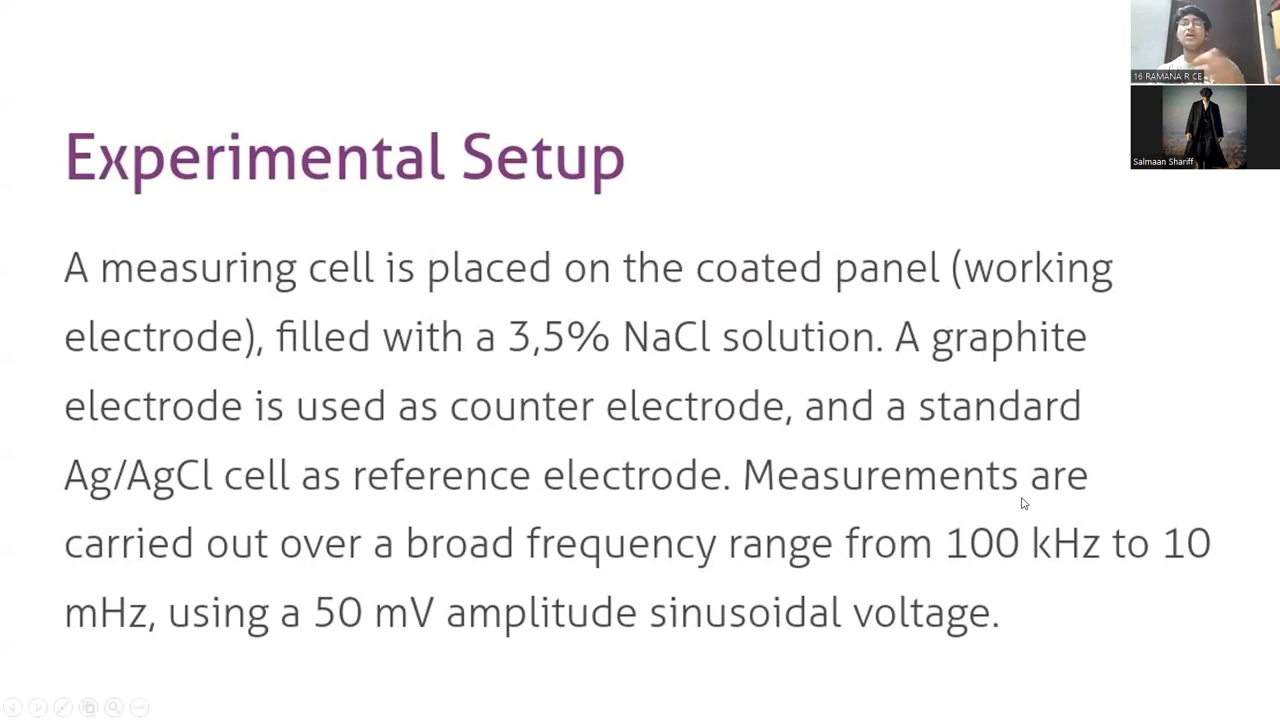 16 RAMANA R CE
Salmaan Shariff
Experimental Setup
A measuring cell is placed on the coated panel (working
electrode), filled with a 3,5% NaCl solution. A graphite
electrode is used as counter electrode, and a standard
Ag/AgCl cell as reference electrode. Measurements are
carried out over a broad frequency range from 100 kHz to 10
mHz, using a 50 mV amplitude sinusoidal voltage.